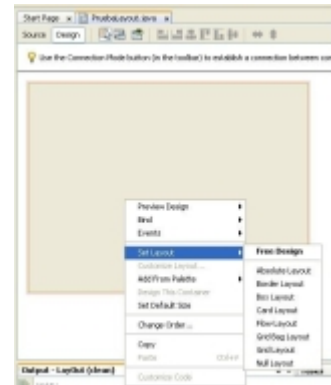 Start Page x PruebaLayout.java x
Source Design
Use the Connection Mode button (in the toolbar) to establish a connection between
Preview Design
Bind
Events
Set Layout
Customize Layout ...
Add From Palette
Design This Container
Set Default Size
Change Order ...
Copy
Paste Ctrl+P
Customize Code
Free Design
Absolute Layout
Border Layout
Box Layout
Card Layout
Flow Layout
Grid Bag Layout
Grid Layout
Null Layout
Output - Layout (clean)